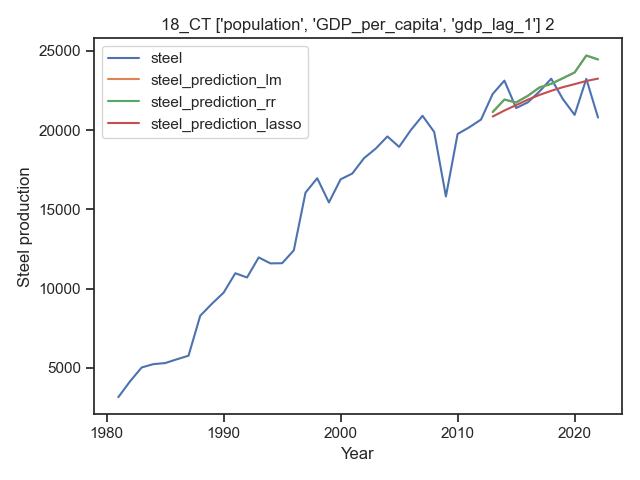 18_CT ['population', 'GDP_per_capita', 'gdp_lag_1'] 2
steel
steel_prediction_lm
steel_prediction_rr
steel_prediction_lasso
25000
20000
15000
10000
5000
Steel production
1980
1990
2000
2010
2020
Year